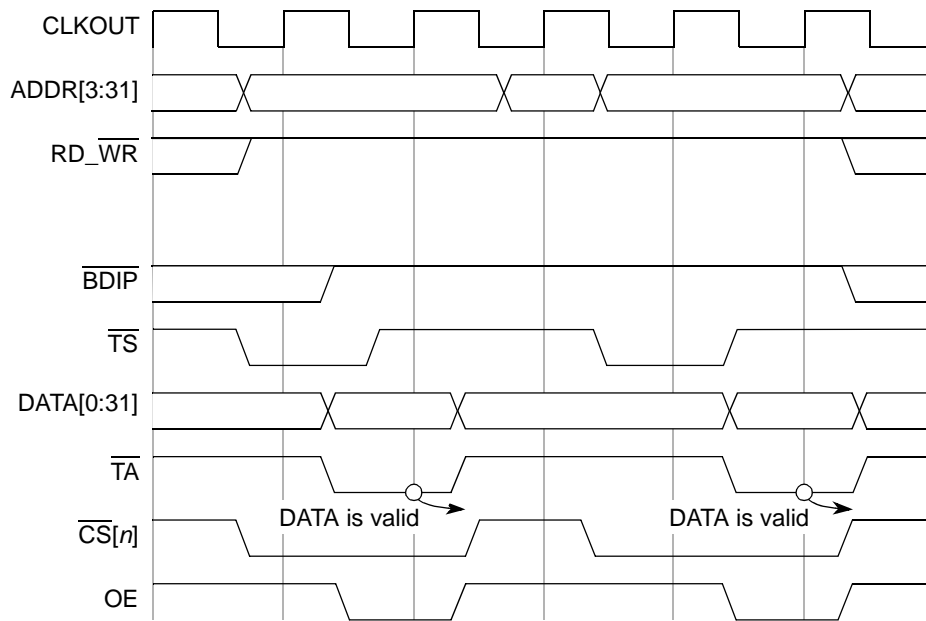 CLKOUT
ADDR[3:31]
RD_WR
BDIP
TS
DATA[0:31]
TA
DATA is valid
DATA is valid
CS[n]
OE